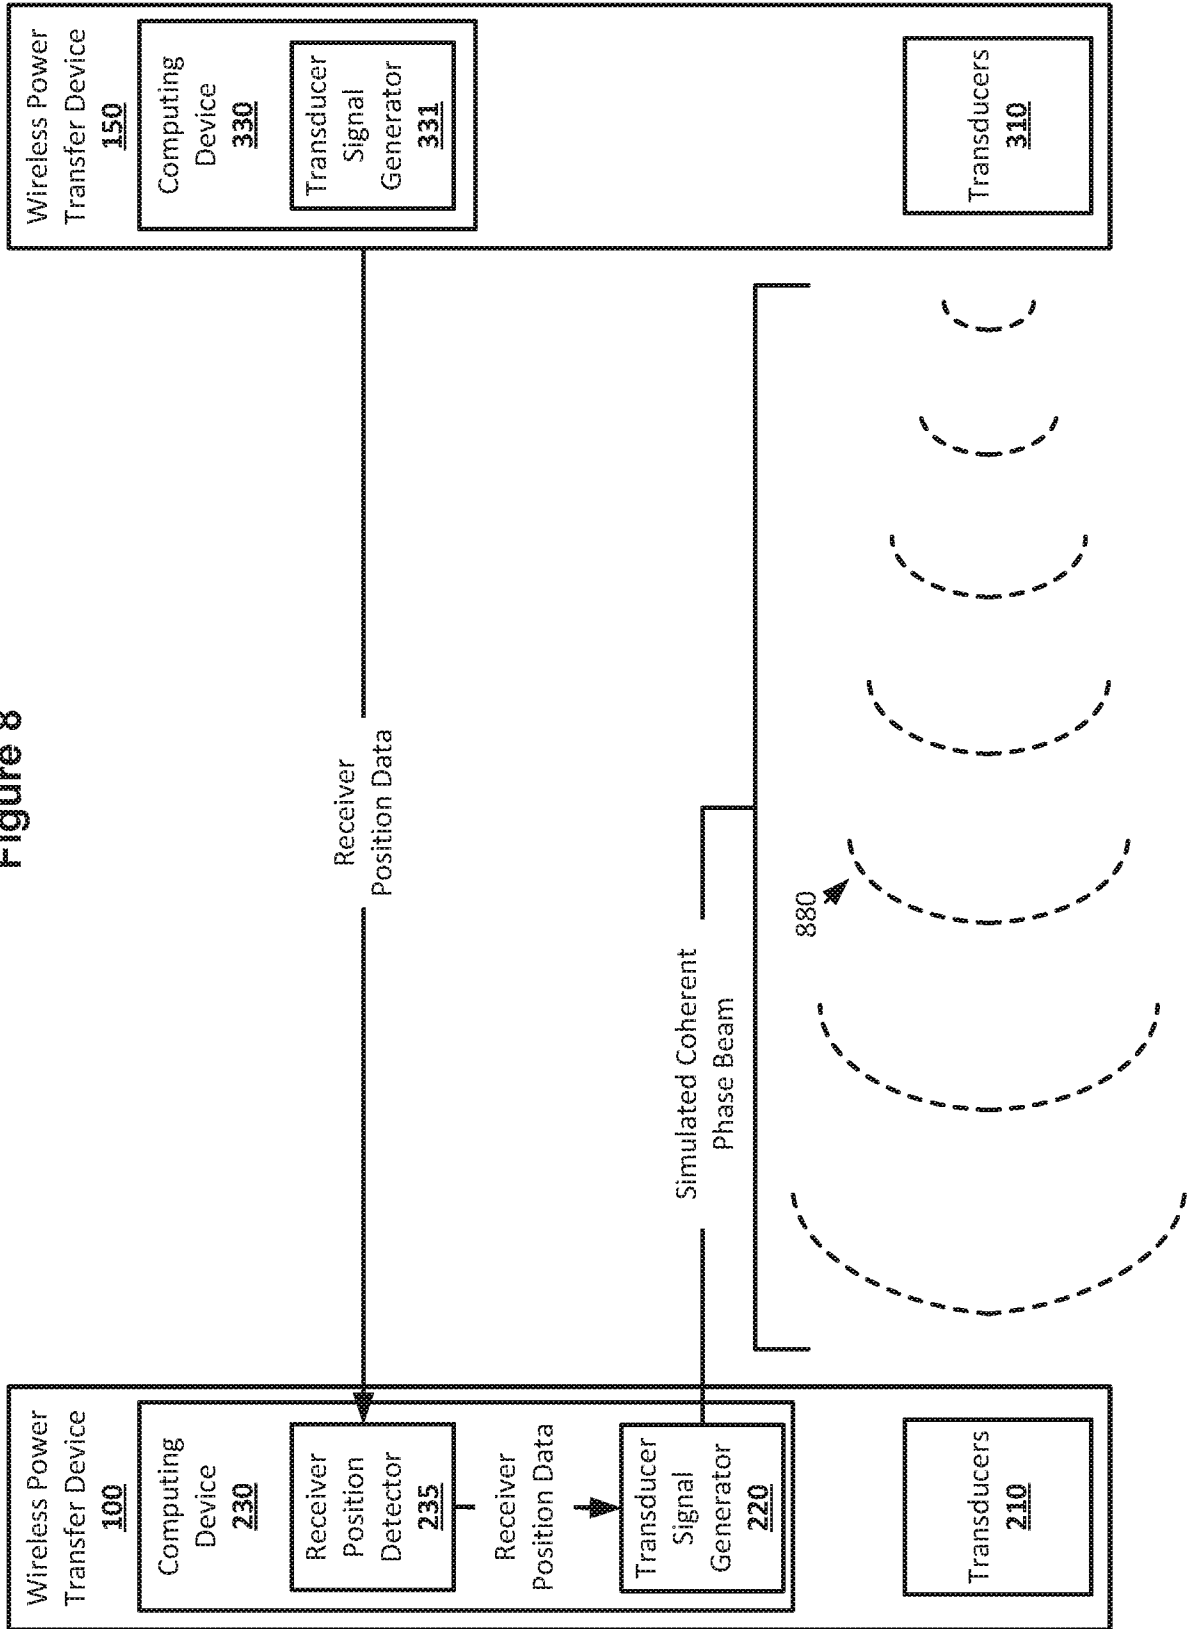 Figure 8
Wireless Power
Transfer Device
100
Computing
Device
230
Receiver
Position
Detector
235
Receiver
Position Data
Transducer
Signal
Generator
220
Transducers
210
Receiver
Position Data
Simulated Coherent
Phase Beam
880
Wireless Power
Transfer Device
150
Computing
Device
330
Transducer
Signal
Generator
331
Transducers
310